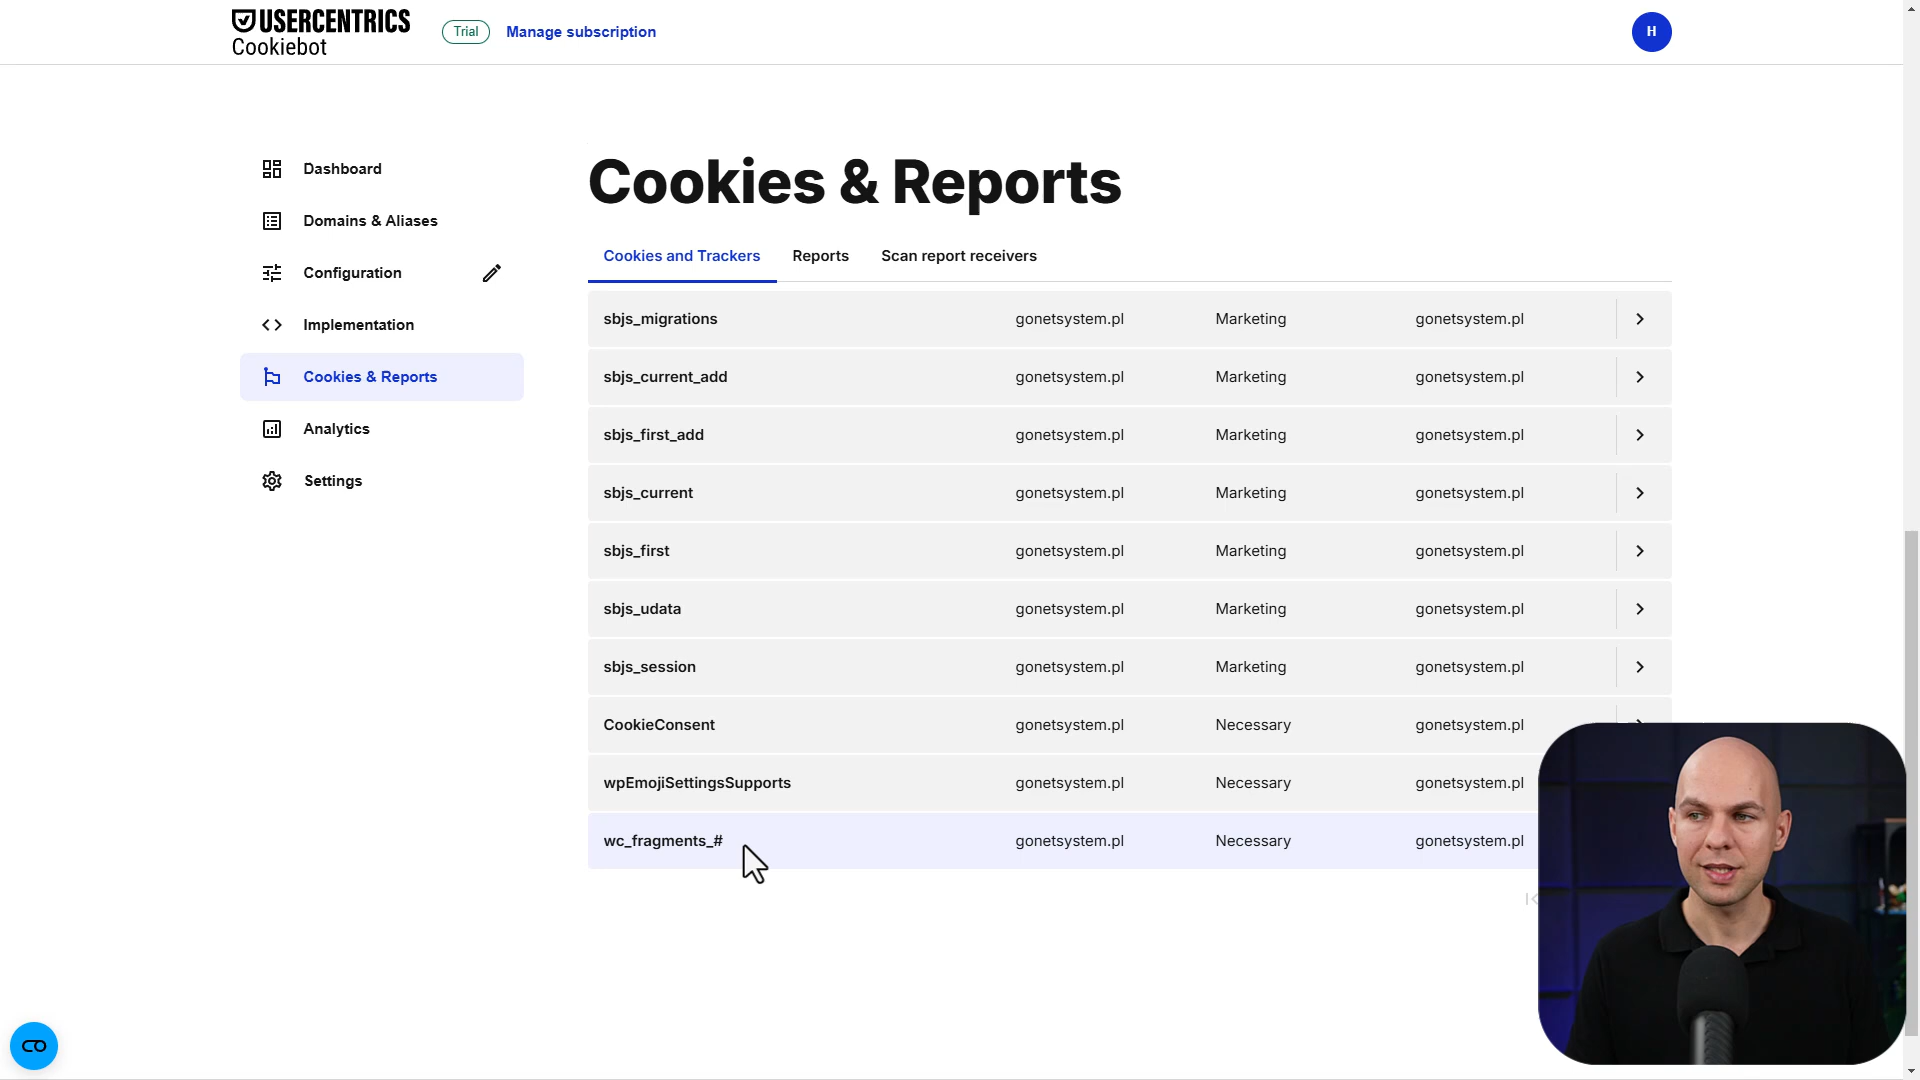 USERCENTRICS
Cookiebot
Trial
Manage subscription
H
Dashboard
Domains & Aliases
Configuration
Implementation
Cookies & Reports
Analytics
Settings
Cookies & Reports
Cookies and Trackers Reports Scan report receivers
sbjs_migrations gonetsystem.pl Marketing gonetsystem.pl
sbjs_current_add gonetsystem.pl Marketing gonetsystem.pl
sbjs_first_add gonetsystem.pl Marketing gonetsystem.pl
sbjs_current gonetsystem.pl Marketing gonetsystem.pl
sbjs_first gonetsystem.pl Marketing gonetsystem.pl
sbjs_udata gonetsystem.pl Marketing gonetsystem.pl
sbjs_session gonetsystem.pl Marketing gonetsystem.pl
CookieConsent gonetsystem.pl Necessary gonetsystem.pl
wpEmojiSettingsSupports gonetsystem.pl Necessary gonetsystem.pl
wc_fragments_# gonetsystem.pl Necessary gonetsystem.pl